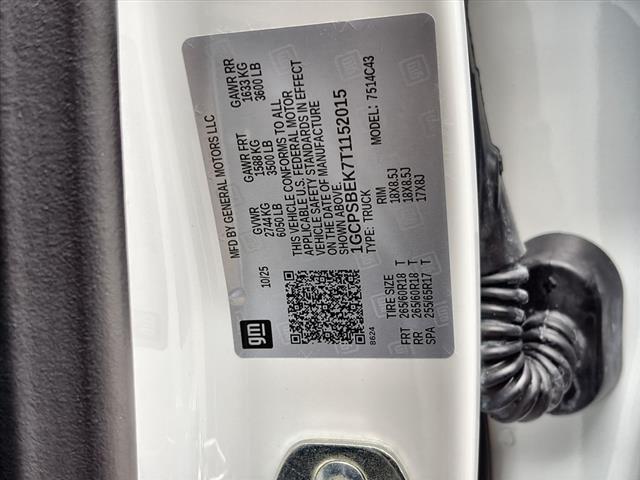 MFD BY GENERAL MOTORS LLC
10/25 GVWR GAWR FRT GAWR RR
2744 KG 1588 KG 1633 KG
6050 LB 3500 LB 3600 LB
THIS VEHICLE CONFORMS TO ALL
APPLICABLE U.S. FEDERAL MOTOR
VEHICLE SAFETY STANDARDS IN EFFECT
ON THE DATE OF MANUFACTURE
SHOWN ABOVE.
1GCPSBEK7T1152015
TYPE: TRUCK MODEL: 7514C43
gm
8624
TIRE SIZE RIM
FRT 265/60R18 T 18X8.5J
RR 265/60R18 T 18X8.5J
SPA 255/65R17 T 17X8J